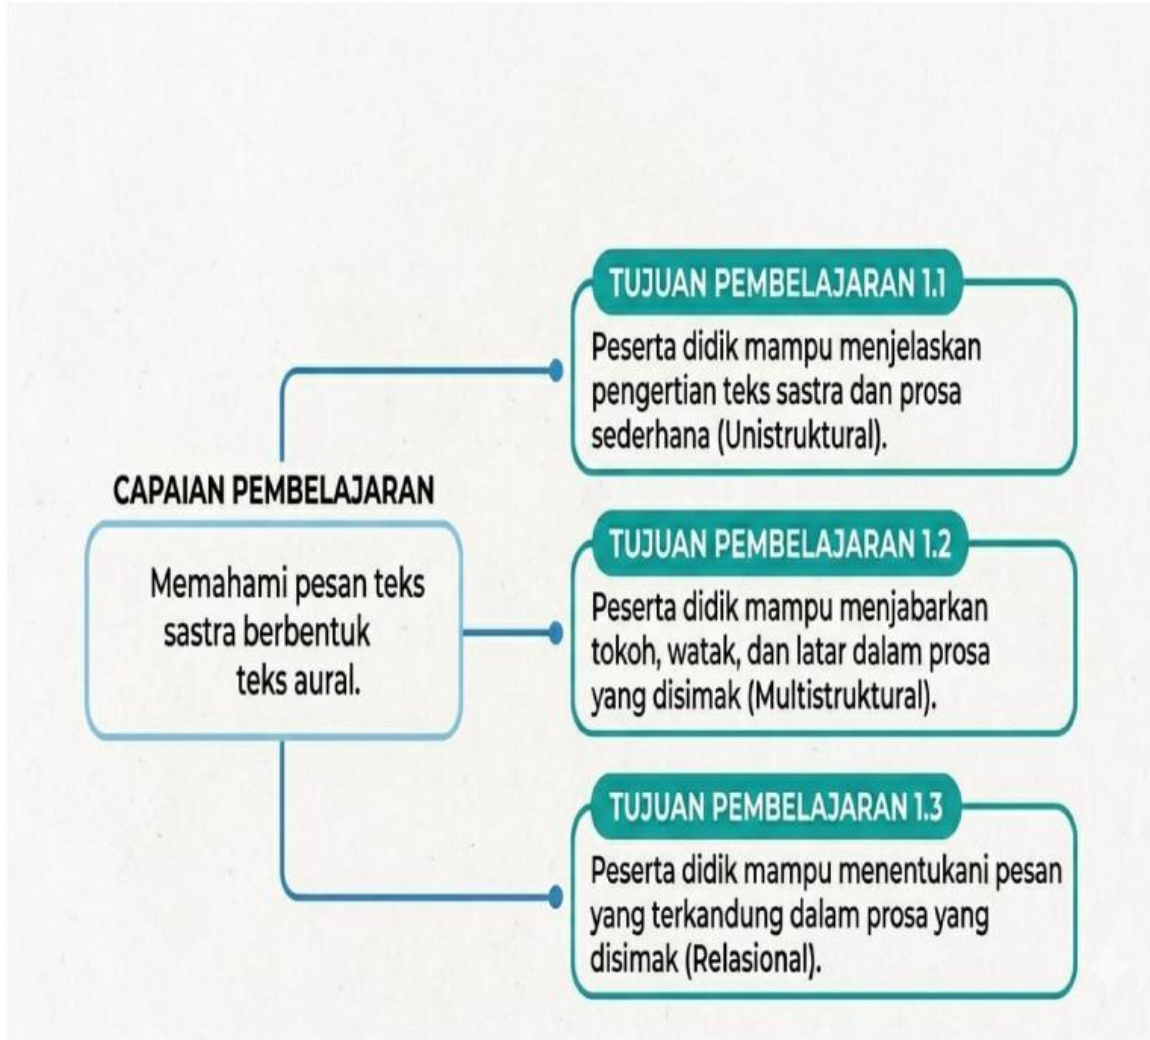 CAPAIAN PEMBELAJARAN
Memahami pesan teks
sastra berbentuk
teks aural.
TUJUAN PEMBELAJARAN 1.1
Peserta didik mampu menjelaskan
pengertian teks sastra dan prosa
sederhana (Unistruktural).
TUJUAN PEMBELAJARAN 1.2
Peserta didik mampu menjabarkan
tokoh, watak, dan latar dalam prosa
yang disimak (Multistruktural).
TUJUAN PEMBELAJARAN 1.3
Peserta didik mampu menentukani pesan
yang terkandung dalam prosa yang
disimak (Relasional).